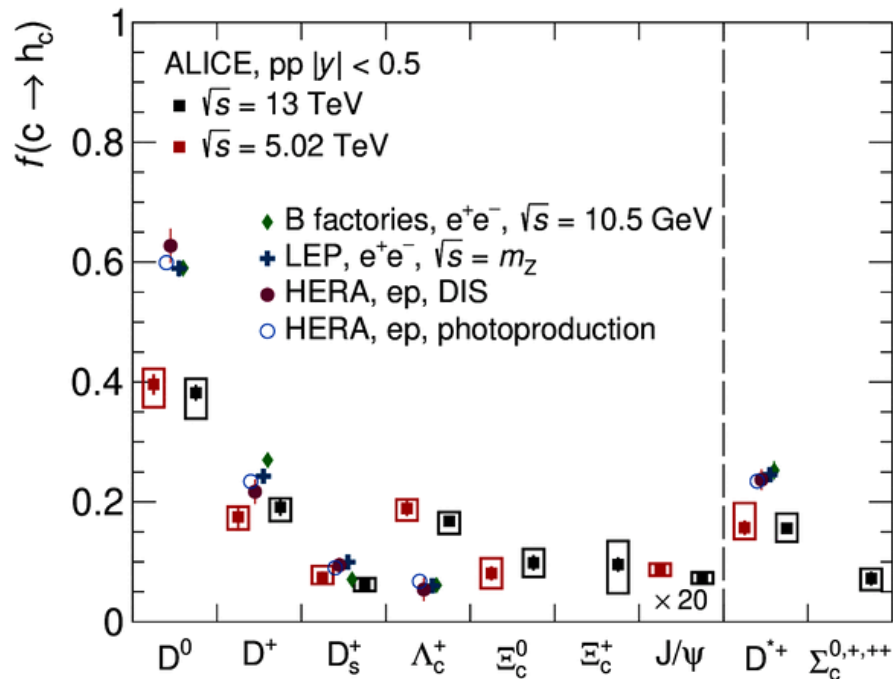 f(c → h_c)
1
0.8
0.6
0.4
0.2
0
ALICE, pp |y| < 0.5
√s = 13 TeV
√s = 5.02 TeV
B factories, e⁺e⁻, √s = 10.5 GeV
LEP, e⁺e⁻, √s = m_Z
HERA, ep, DIS
HERA, ep, photoproduction
× 20
D⁰ D⁺ D_s⁺ Λ_c⁺ Ξ_c⁰ Ξ_c⁺ J/ψ D*⁺ Σ_c⁰,⁺,⁺⁺